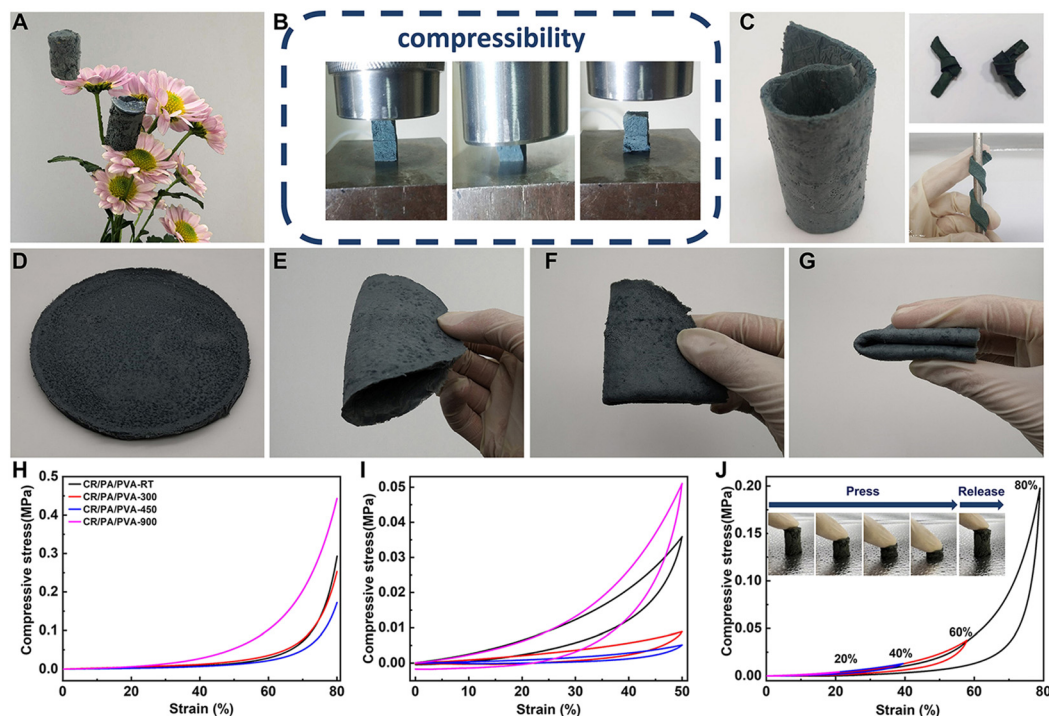 A
B
compressibility
C
D
E
F
G
H
0.5
0.4
0.3
0.2
0.1
0.0
Compressive stress(MPa)
CR/PA/PVA-RT
CR/PA/PVA-300
CR/PA/PVA-450
CR/PA/PVA-900
0 20 40 60 80
Strain (%)
I
0.05
0.04
0.03
0.02
0.01
0.00
Compressive stress(MPa)
0 10 20 30 40 50
Strain (%)
J
0.20
0.15
0.10
0.05
0.00
Compressive stress(MPa)
Press Release
80%
60%
40%
20%
0 20 40 60 80
Strain (%)